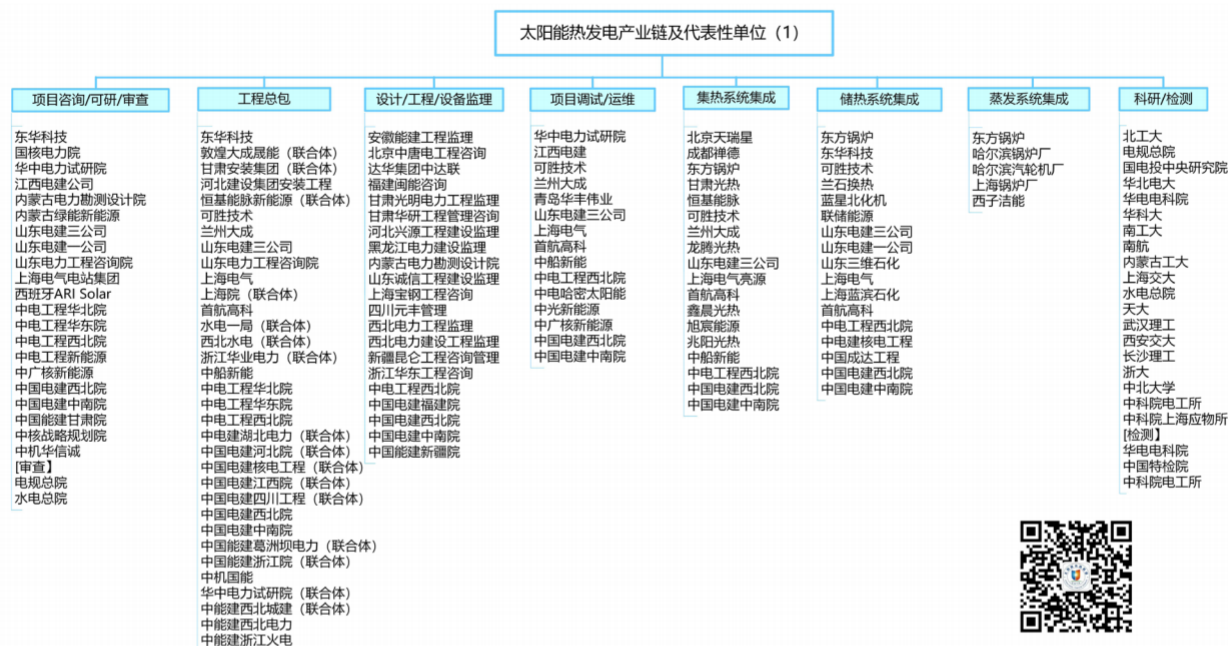 太阳能热发电产业链及代表性单位（1）
项目咨询/可研/审查
东华科技
国核电力院
华中电力试研院
江西电建公司
内蒙古电力勘测设计院
内蒙古绿能新能源
山东电建三公司
山东电建一公司
山东电力工程咨询院
上海电气电站集团
西班牙ARI Solar
中电工程华北院
中电工程华东院
中电工程西北院
中电工程新能源
中广核新能源
中国电建西北院
中国电建中南院
中国能建甘肃院
中核战略规划院
中机华信诚
[审查】
电规总院
水电总院
工程总包
东华科技
敦煌大成晟能（联合体）
甘肃安装集团（联合体）
河北建设集团安装工程
恒基能脉新能源（联合体）
可胜技术
兰州大成
山东电建三公司
山东电力工程咨询院
上海电气
上海院（联合体）
首航高科
水电一局（联合体）
西北水电（联合体）
浙江华业电力（联合体）
中船新能
中电工程华北院
中电工程华东院
中电工程西北院
中电建湖北电力（联合体）
中国电建河北院（联合体）
中国电建核电工程（联合体）
中国电建江西院（联合体）
中国电建四川工程（联合体）
中国电建西北院
中国电建中南院
中国能建葛洲坝电力（联合体）
中国能建浙江院（联合体）
中机国能
华中电力试研院（联合体）
中能建西北城建（联合体）
中能建西北电力
中能建浙江火电
设计/工程/设备监理
安徽能建工程监理
北京中唐电工程咨询
达华集团中达联
福建闽能咨询
甘肃光明电力工程监理
甘肃华研工程管理咨询
河北兴源工程建设监理
黑龙江电力建设监理
内蒙古电力勘测设计院
山东诚信工程建设监理
上海宝钢工程咨询
四川元丰管理
西北电力工程监理
西北电力建设工程监理
新疆昆仑工程咨询管理
浙江华东工程咨询
中电工程西北院
中国电建福建院
中国电建西北院
中国电建中南院
中国能建新疆院
项目调试/运维
华中电力试研院
江西电建
可胜技术
兰州大成
青岛华丰伟业
山东电建三公司
上海电气
首航高科
中船新能
中电工程西北院
中电哈密太阳能
中光新能源
中广核新能源
中国电建西北院
中国电建中南院
集热系统集成
北京天瑞星
成都禅德
东方锅炉
甘肃光热
恒基能脉
可胜技术
兰州大成
龙腾光热
山东电建三公司
上海电气亮源
首航高科
鑫晨光热
旭宸能源
兆阳光热
中船新能
中电工程西北院
中国电建西北院
中国电建中南院
储热系统集成
东方锅炉
东华科技
可胜技术
兰石换热
蓝星北化机
联储能源
山东电建三公司
山东电建一公司
山东三维石化
上海电气
上海蓝滨石化
首航高科
中电工程西北院
中电建核电工程
中国成达工程
中国电建西北院
中国电建中南院
蒸发系统集成
东方锅炉
哈尔滨锅炉厂
哈尔滨汽轮机厂
上海锅炉厂
西子洁能
科研/检测
北工大
电规总院
国电投中央研究院
华北电大
华电电科院
华科大
南工大
南航
内蒙古工大
上海交大
水电总院
天大
武汉理工
西安交大
长沙理工
浙大
中北大学
中科院电工所
中科院上海应物所
[检测】
华电电科院
中国特检院
中科院电工所